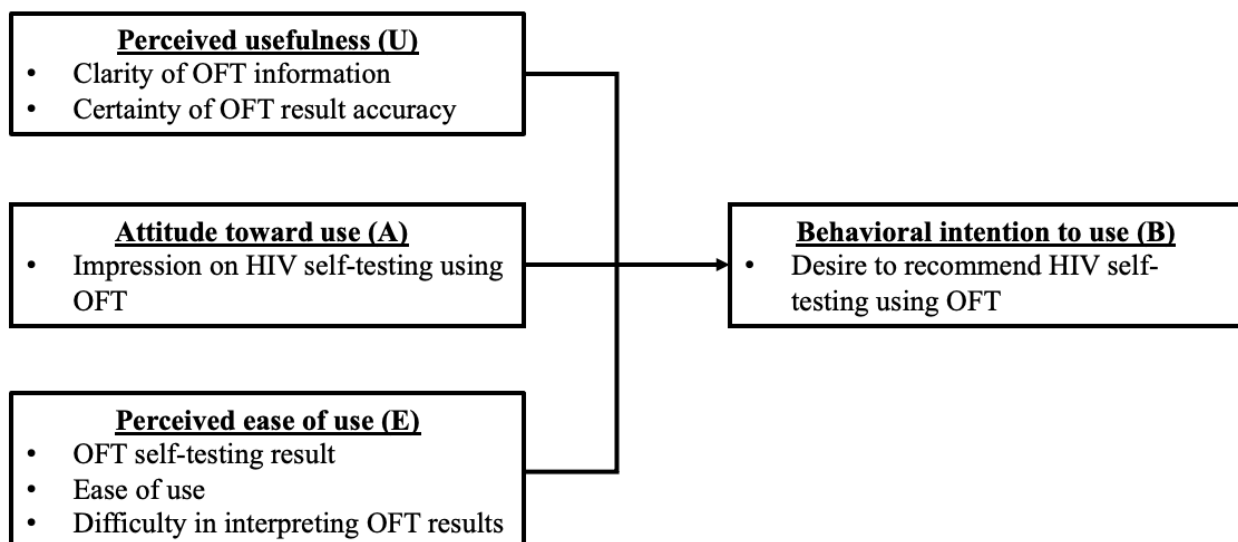 Perceived usefulness (U)
• Clarity of OFT information
• Certainty of OFT result accuracy
Attitude toward use (A)
• Impression on HIV self-testing using
OFT
Behavioral intention to use (B)
• Desire to recommend HIV self-
testing using OFT
Perceived ease of use (E)
• OFT self-testing result
• Ease of use
• Difficulty in interpreting OFT results